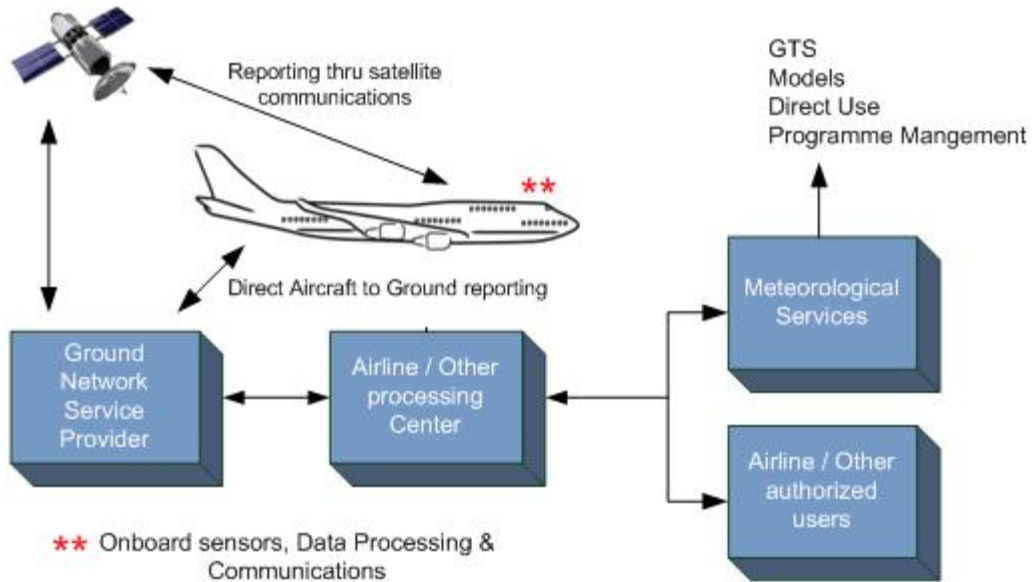 Reporting thru satellite
communications
GTS
Models
Direct Use
Programme Mangement
**
Direct Aircraft to Ground reporting
Ground
Network
Service
Provider
Airline / Other
processing
Center
Meteorological
Services
Airline / Other
authorized
users
** Onboard sensors, Data Processing &
Communications